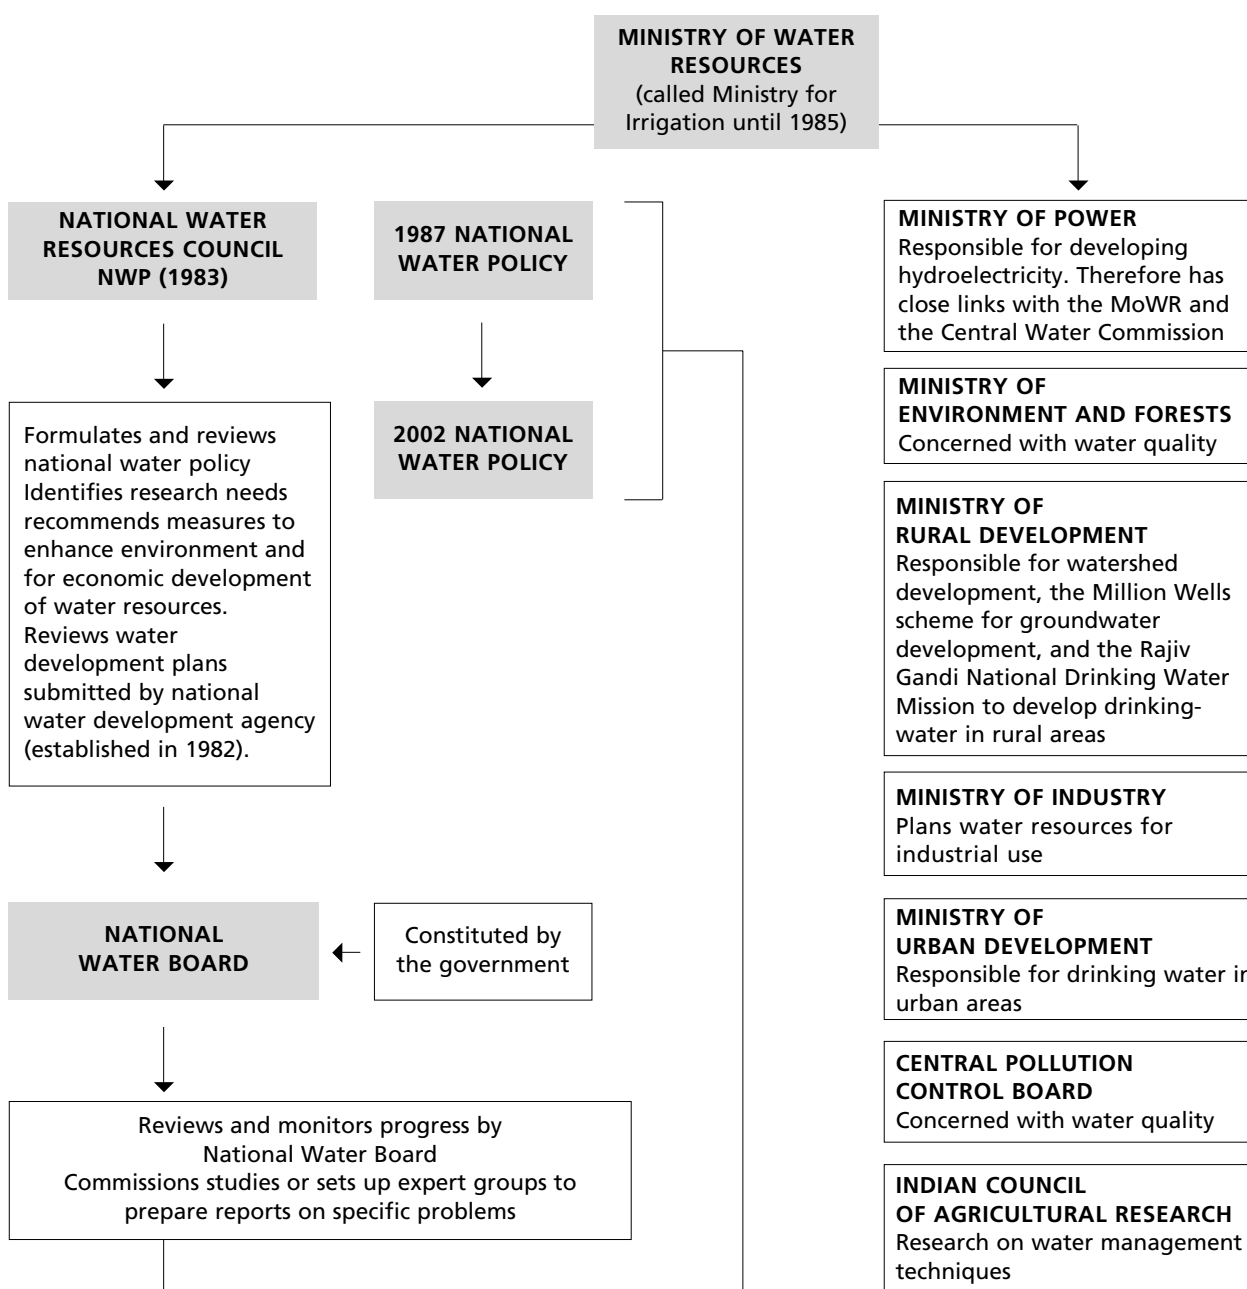 MINISTRY OF WATER
RESOURCES
(called Ministry for
Irrigation until 1985)
NATIONAL WATER
RESOURCES COUNCIL
NWP (1983)
1987 NATIONAL
WATER POLICY
2002 NATIONAL
WATER POLICY
Formulates and reviews
national water policy
Identifies research needs
recommends measures to
enhance environment and
for economic development
of water resources.
Reviews water
development plans
submitted by national
water development agency
(established in 1982).
NATIONAL
WATER BOARD
Constituted by
the government
Reviews and monitors progress by
National Water Board
Commissions studies or sets up expert groups to
prepare reports on specific problems
MINISTRY OF POWER
Responsible for developing
hydroelectricity. Therefore has
close links with the MoWR and
the Central Water Commission
MINISTRY OF
ENVIRONMENT AND FORESTS
Concerned with water quality
MINISTRY OF
RURAL DEVELOPMENT
Responsible for watershed
development, the Million Wells
scheme for groundwater
development, and the Rajiv
Gandi National Drinking Water
Mission to develop drinking-
water in rural areas
MINISTRY OF INDUSTRY
Plans water resources for
industrial use
MINISTRY OF
URBAN DEVELOPMENT
Responsible for drinking water in
urban areas
CENTRAL POLLUTION
CONTROL BOARD
Concerned with water quality
INDIAN COUNCIL
OF AGRICULTURAL RESEARCH
Research on water management
techniques